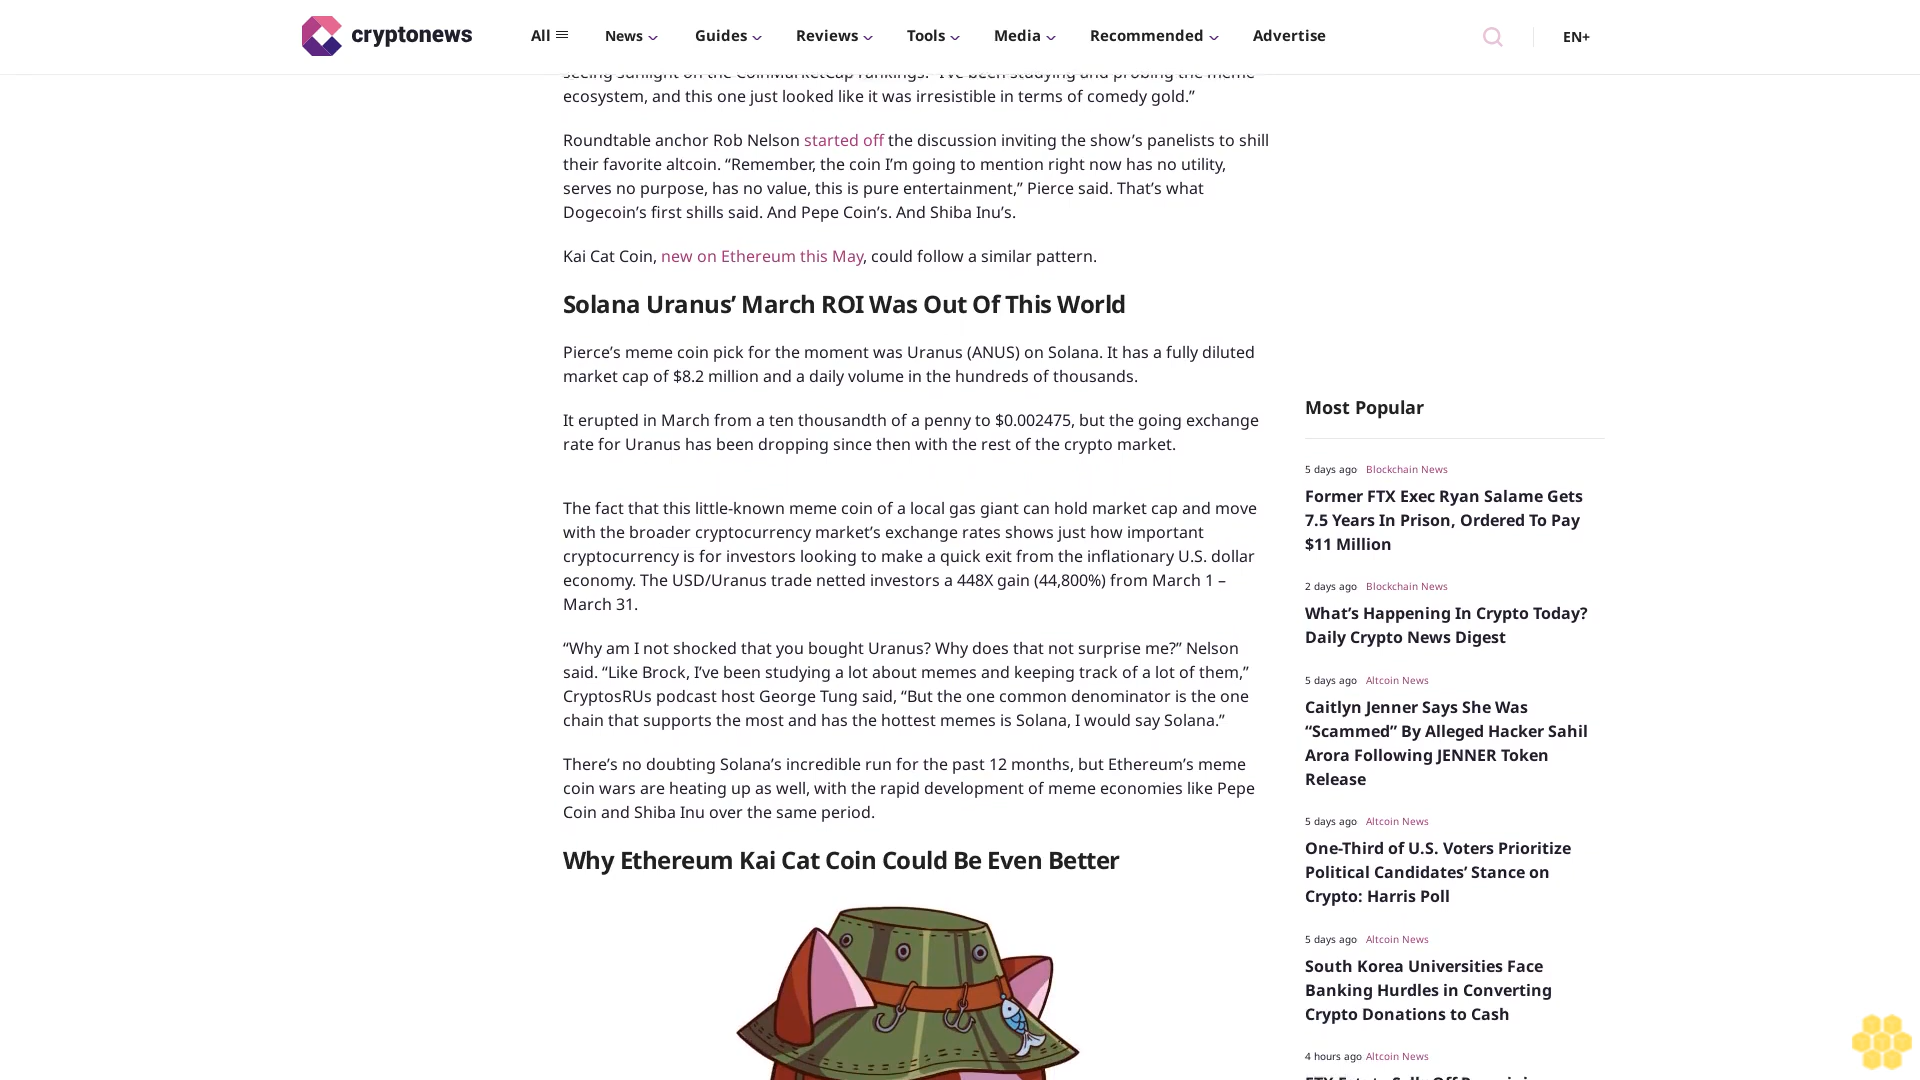 cryptonews
All
News
Guides
Reviews
Tools
Media
Recommended
Advertise
EN+
seeing sunlight on the CoinMarketCap rankings. “I’ve been studying and probing the meme
ecosystem, and this one just looked like it was irresistible in terms of comedy gold.”
Roundtable anchor Rob Nelson started off the discussion inviting the show’s panelists to shill
their favorite altcoin. “Remember, the coin I’m going to mention right now has no utility,
serves no purpose, has no value, this is pure entertainment,” Pierce said. That’s what
Dogecoin’s first shills said. And Pepe Coin’s. And Shiba Inu’s.
Kai Cat Coin, new on Ethereum this May, could follow a similar pattern.
Solana Uranus’ March ROI Was Out Of This World
Pierce’s meme coin pick for the moment was Uranus (ANUS) on Solana. It has a fully diluted
market cap of $8.2 million and a daily volume in the hundreds of thousands.
It erupted in March from a ten thousandth of a penny to $0.002475, but the going exchange
rate for Uranus has been dropping since then with the rest of the crypto market.
The fact that this little-known meme coin of a local gas giant can hold market cap and move
with the broader cryptocurrency market’s exchange rates shows just how important
cryptocurrency is for investors looking to make a quick exit from the inflationary U.S. dollar
economy. The USD/Uranus trade netted investors a 448X gain (44,800%) from March 1 –
March 31.
“Why am I not shocked that you bought Uranus? Why does that not surprise me?” Nelson
said. “Like Brock, I’ve been studying a lot about memes and keeping track of a lot of them,”
CryptosRUs podcast host George Tung said, “But the one common denominator is the one
chain that supports the most and has the hottest memes is Solana, I would say Solana.”
There’s no doubting Solana’s incredible run for the past 12 months, but Ethereum’s meme
coin wars are heating up as well, with the rapid development of meme economies like Pepe
Coin and Shiba Inu over the same period.
Why Ethereum Kai Cat Coin Could Be Even Better
Most Popular
5 days ago Blockchain News
Former FTX Exec Ryan Salame Gets
7.5 Years In Prison, Ordered To Pay
$11 Million
2 days ago Blockchain News
What’s Happening In Crypto Today?
Daily Crypto News Digest
5 days ago Altcoin News
Caitlyn Jenner Says She Was
“Scammed” By Alleged Hacker Sahil
Arora Following JENNER Token
Release
5 days ago Altcoin News
One-Third of U.S. Voters Prioritize
Political Candidates’ Stance on
Crypto: Harris Poll
5 days ago Altcoin News
South Korea Universities Face
Banking Hurdles in Converting
Crypto Donations to Cash
4 hours ago Altcoin News
FTX Estate Sells Off Remaining